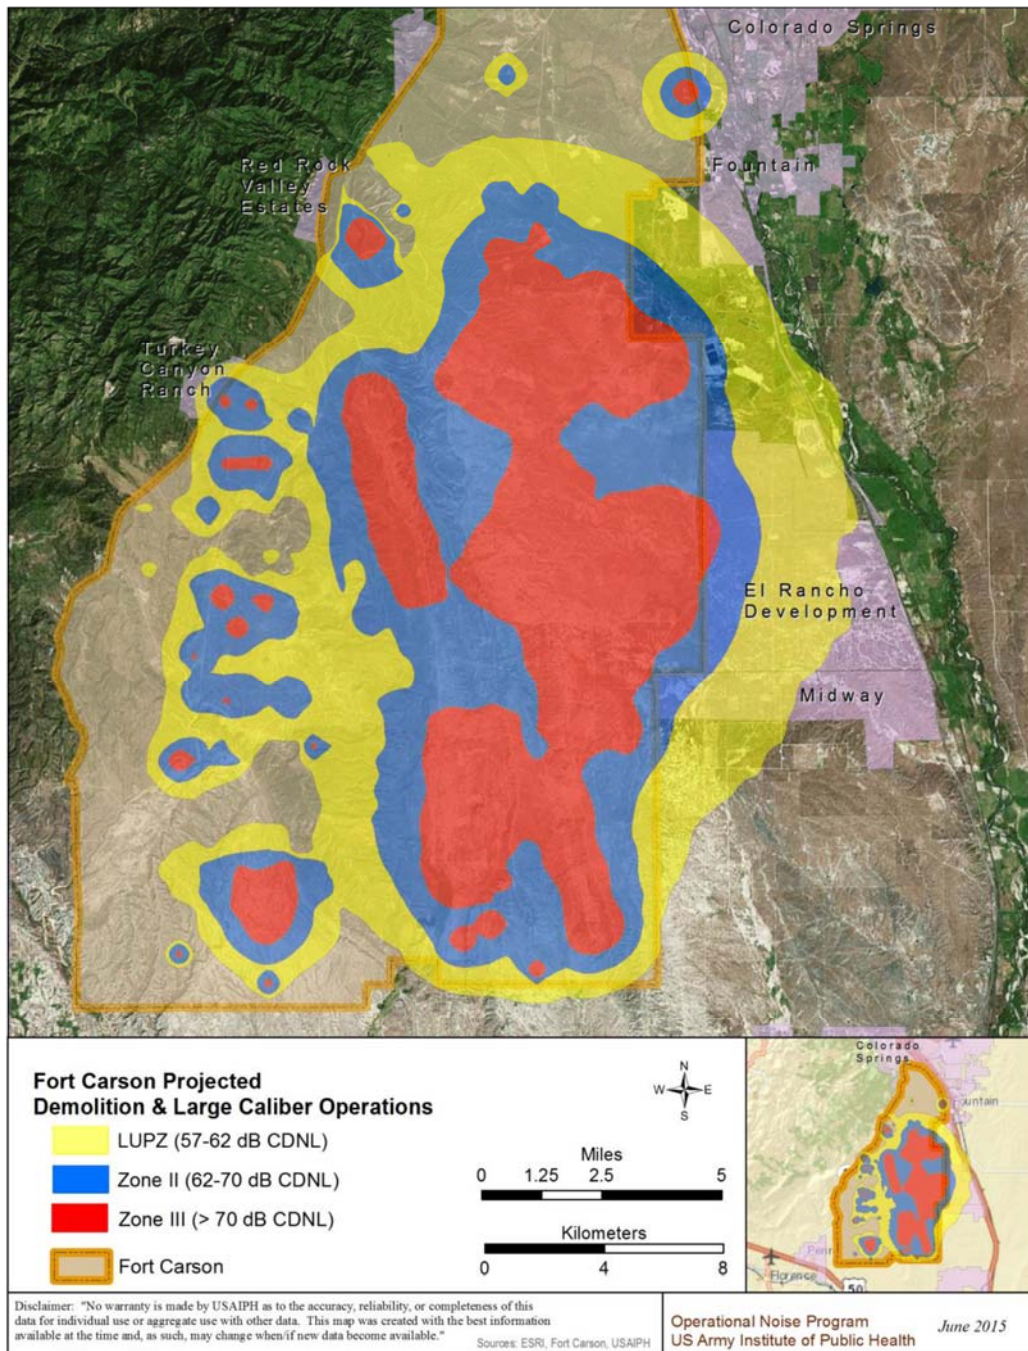 Colorado Springs
Red Rock
Valley
Estates
Fountain
Turkey
Canyon
Ranch
El Rancho
Development
Midway
Fort Carson Projected
Demolition & Large Caliber Operations
LUPZ (57-62 dB CDNL)
Zone II (62-70 dB CDNL)
Zone III (> 70 dB CDNL)
Fort Carson
N
W E
S
Miles
0 1.25 2.5 5
Kilometers
0 4 8
Colorado
Springs
ountain
Florence
50
Disclaimer: "No warranty is made by USAIPH as to the accuracy, reliability, or completeness of this
data for individual use or aggregate use with other data. This map was created with the best information
available at the time and, as such, may change when/if new data become available."
Sources: ESRI, Fort Carson, USAIPH
Operational Noise Program
US Army Institute of Public Health
June 2015